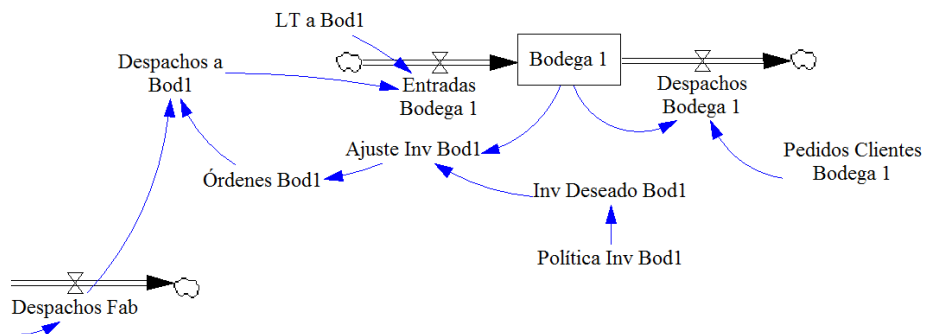 LT a Bod1
Despachos a
Bod1
Bodega 1
Entradas
Bodega 1
Despachos
Bodega 1
Ajuste Inv Bod1
Pedidos Clientes
Bodega 1
Órdenes Bod1
Inv Deseado Bod1
Política Inv Bod1
Despachos Fab